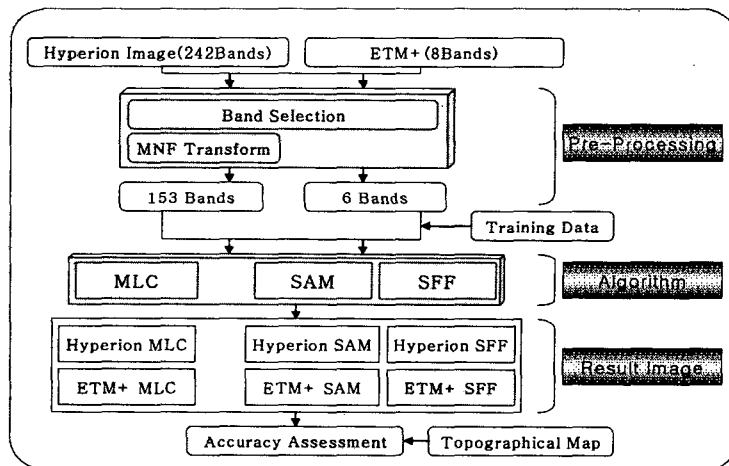 Hyperion Image(242Bands)
ETM+(8Bands)
Band Selection
MNF Transform
Pre-Processing
153 Bands
6 Bands
Training Data
MLC
SAM
SFF
Algorithm
Hyperion MLC
Hyperion SAM
Hyperion SFF
ETM+ MLC
ETM+ SAM
ETM+ SFF
Result Image
Accuracy Assessment
Topographical Map